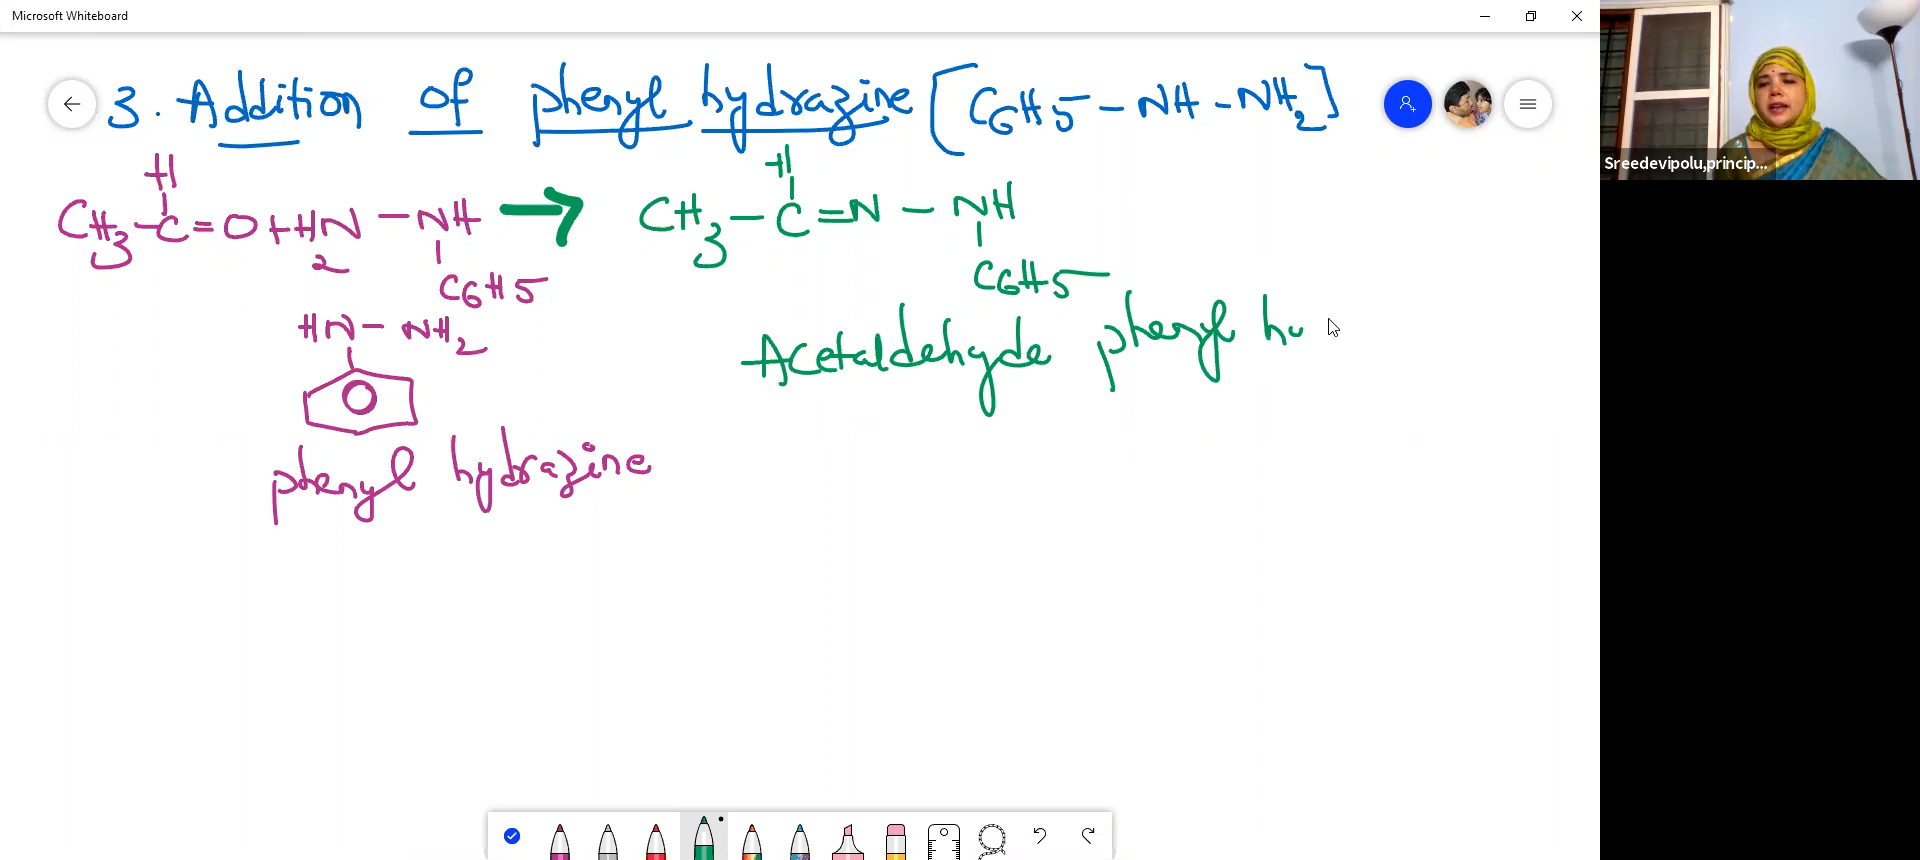 Microsoft Whiteboard
3. Addition of phenyl hydrazine [C6H5-NH-NH2]
Sreedevipolu,princip...
H
CH3-C=O+H2N-NH
C6H5
H
CH3-C=N-NH
C6H5
HN-NH2
phenyl hydrazine
Acetaldehyde phenyl hy